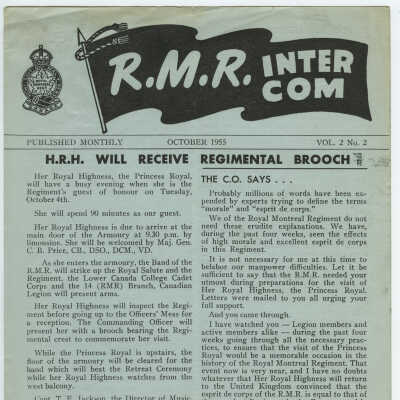 R.M.R. INTER COM
PUBLISHED MONTHLY OCTOBER 1955 VOL. 2 No. 2
H.R.H. WILL RECEIVE REGIMENTAL BROOCH
Her Royal Highness, the Princess Royal,
will have a busy evening when she is the
Regiment's guest of honour on Tuesday,
October 4th.
She will spend 90 minutes as our guest.
Her Royal Highness is due to arrive at the
main door of the Armory at 9.30 p.m. by
limousine. She will be welcomed by Maj. Gen.
C. B. Price, CB., DSO., DCM., VD.
As she enters the armory, the Band of the
R.M.R. will strike up the Royal Salute and the
Regiment, the Lower Canada College Cadet
Corps and the 14 (RMR) Branch, Canadian
Legion will present arms.
Her Royal Highness will inspect the Regi-
ment before going up to the Officers' Mess for
a reception. The Commanding Officer will
present her with a brooch bearing the Regi-
mental crest to commemorate her visit.
While the Princess Royal is upstairs, the
floor of the armory will be cleared for the
band which will beat the Retreat Ceremony
while her Royal Highness watches from the
west balcony.
Capt. T. E. Jackson, the Director of Music,
THE C.O. SAYS . . .
Probably millions of words have been ex-
pended by experts trying to define the terms
"morale" and "esprit de corps."
We of the Royal Montreal Regiment do not
need these erudite explanations. We have,
during the past four weeks, seen the effects
of high morale and excellent esprit de corps
in this Regiment.
It is not necessary for me at this time to
belabor our manpower difficulties. Let it be
sufficient to say that the R.M.R. needed your
utmost during preparations for the visit of
Her Royal Highness, the Princess Royal.
Letters were mailed to you all urging your
full support.
And you came through.
I have watched you — Legion members and
active members alike — during the past four
weeks going through all the necessary prac-
tices, to ensure that the visit of the Princess
Royal would be a memorable occasion in the
history of the Royal Montreal Regiment. That
event now is very near, and I have no doubts
whatever that Her Royal Highness will return
to the United Kingdom convinced that the
esprit de corps of the R.M.R. is equal to that of